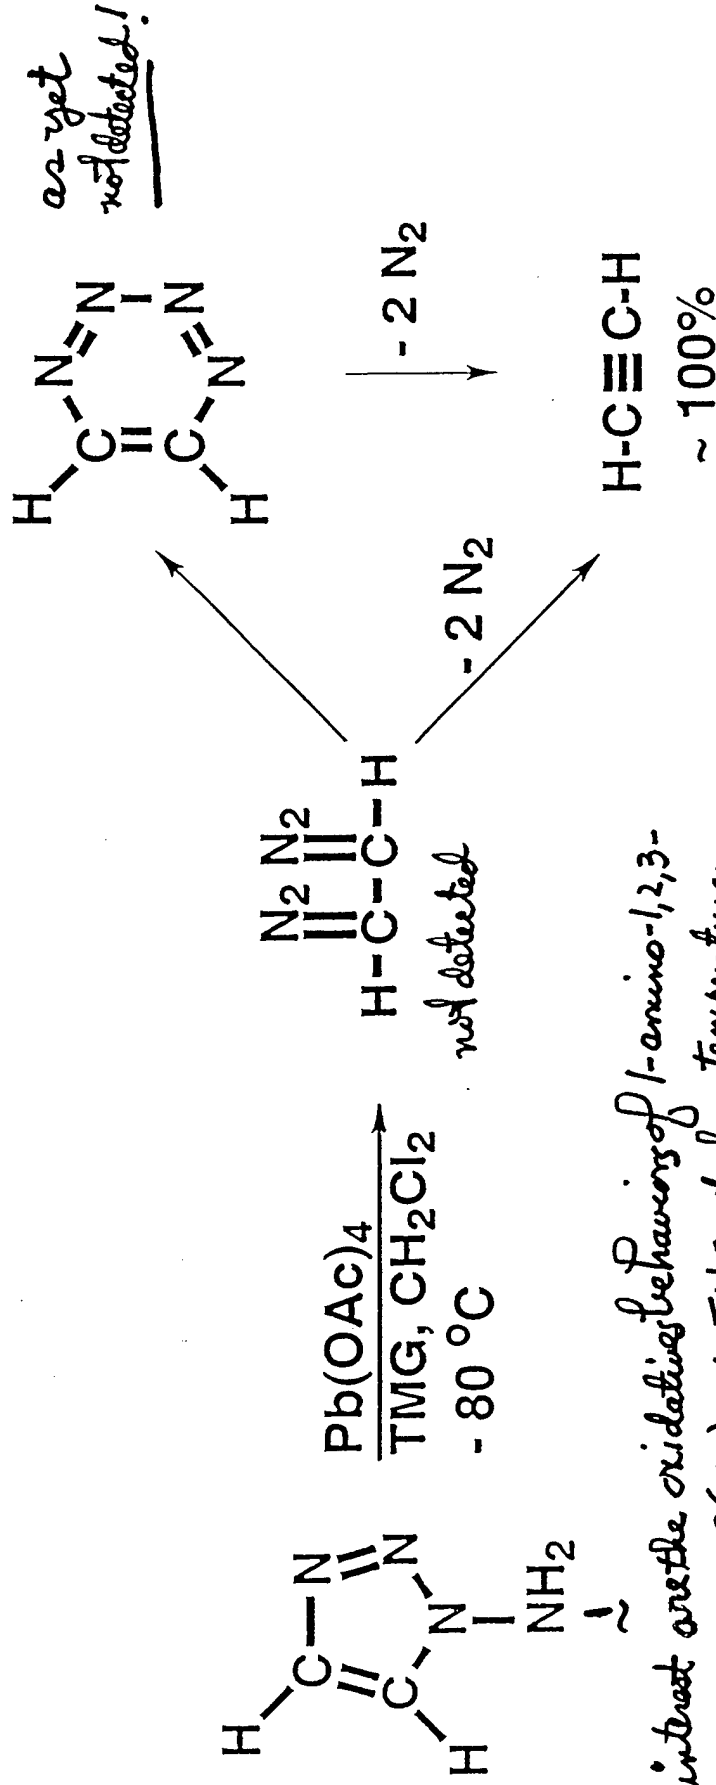 as yet
not detected!
H
C
C
H
N
N
N
N
- 2 N2
H-C≡C-H
~ 100%
- 2 N2
N2 N2
H-C-C-H
not detected
Pb(OAc)4
TMG, CH2Cl2
- 80 °C
H
C
C
H
N
N
N
NH2
~
interest are the oxidative behaviors of 1-amino-1,2,3-